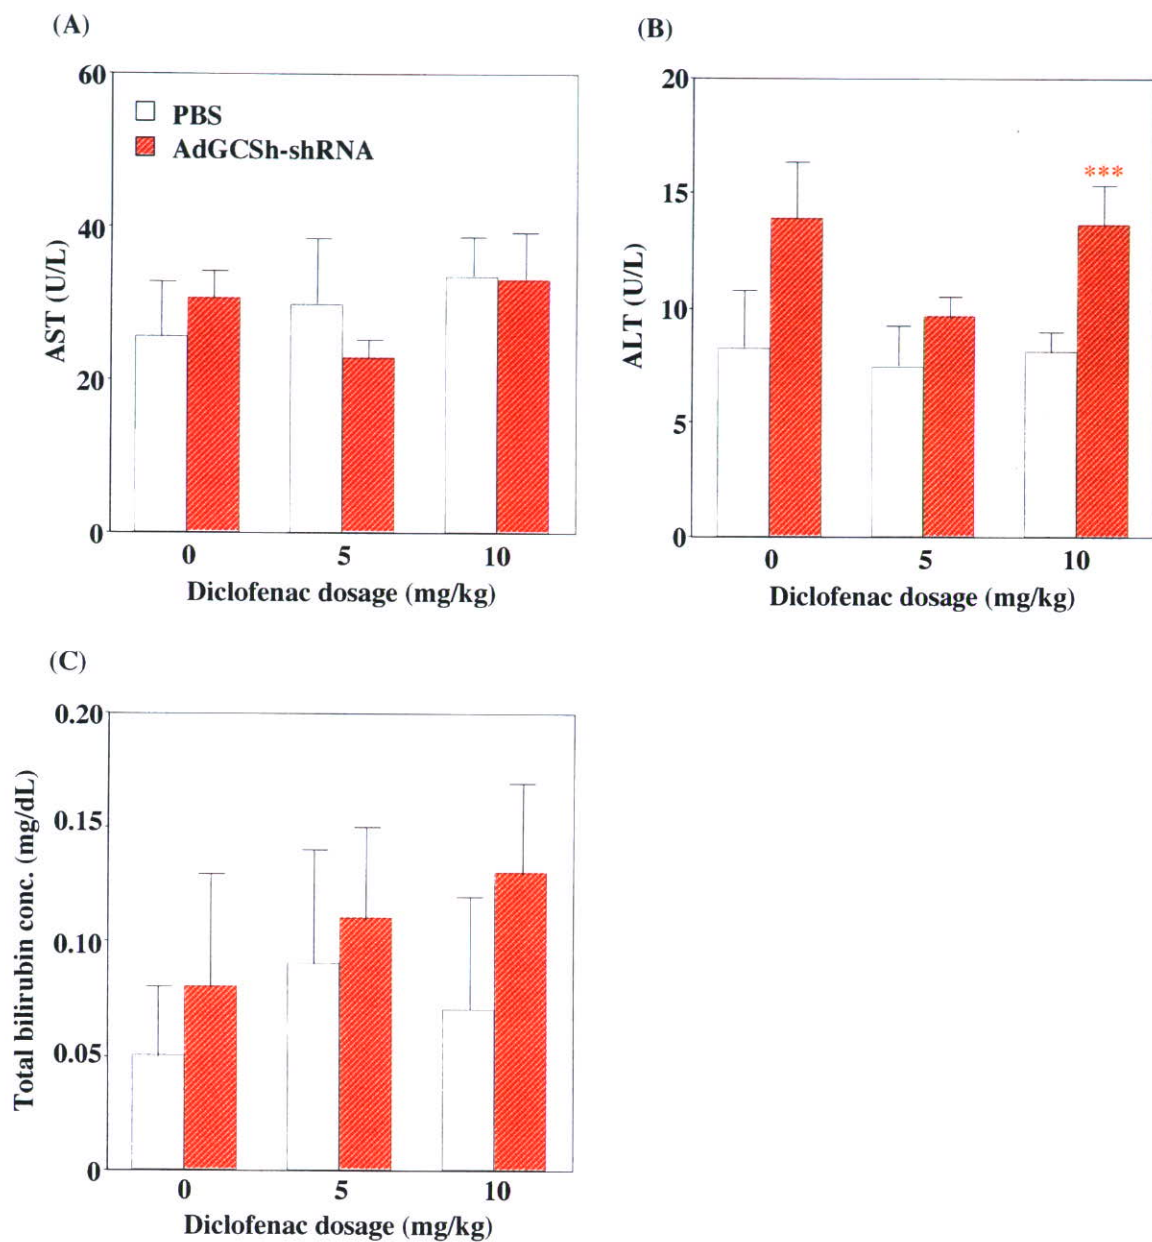 (A)
60
40
20
0
AST (U/L)
PBS
AdGCSh-shRNA
0 5 10
Diclofenac dosage (mg/kg)
(B)
20
15
10
5
0
ALT (U/L)
***
0 5 10
Diclofenac dosage (mg/kg)
(C)
0.20
0.15
0.10
0.05
0
Total bilirubin conc. (mg/dL)
0 5 10
Diclofenac dosage (mg/kg)